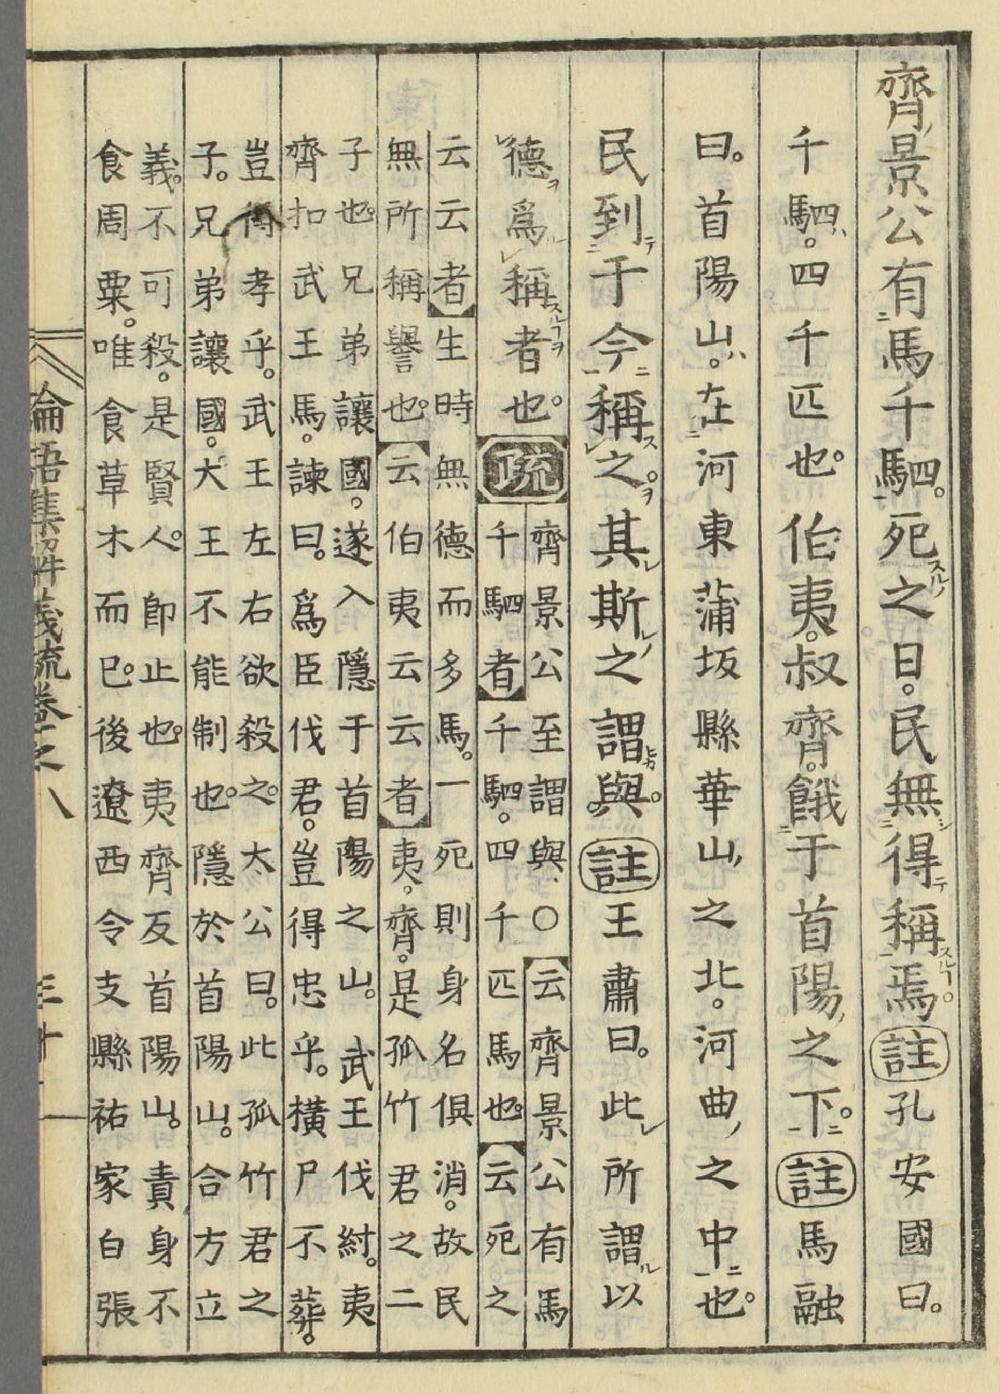 齊景公有馬千駟。死之日。民無得稱焉註孔安國曰。
千駟。四千匹也。伯夷。叔齊。餓于首陽之下。註馬融
曰。首陽山。在河東蒲坂縣華山之北。河曲之中也。
民到于今稱之。其斯之謂與。註王肅曰。此所謂以
德爲稱者也。疏
齊景公至謂與○云齊景公有馬
千駟者千駟。四千匹馬也云死之
云云者生時無德而多馬。一死則身名俱消。故民
無所稱譽也。云伯夷云云者夷。齊。是孤竹君之二
子也兄弟讓國。遂入隱于首陽之山。武王伐紂。夷
齊扣武王馬。諫曰。爲臣伐君。豈得忠乎。橫尸不葬。
豈得孝乎。武王左右欲殺之。太公曰。此孤竹君之
子。兄弟讓國。大王不能制也。隱於首陽山。合方立
義。不可殺。是賢人。卽止也。夷齊反首陽山。責身不
食周粟。唯食草木而已。後遼西令支縣祐家白張
論語集解義疏卷之八